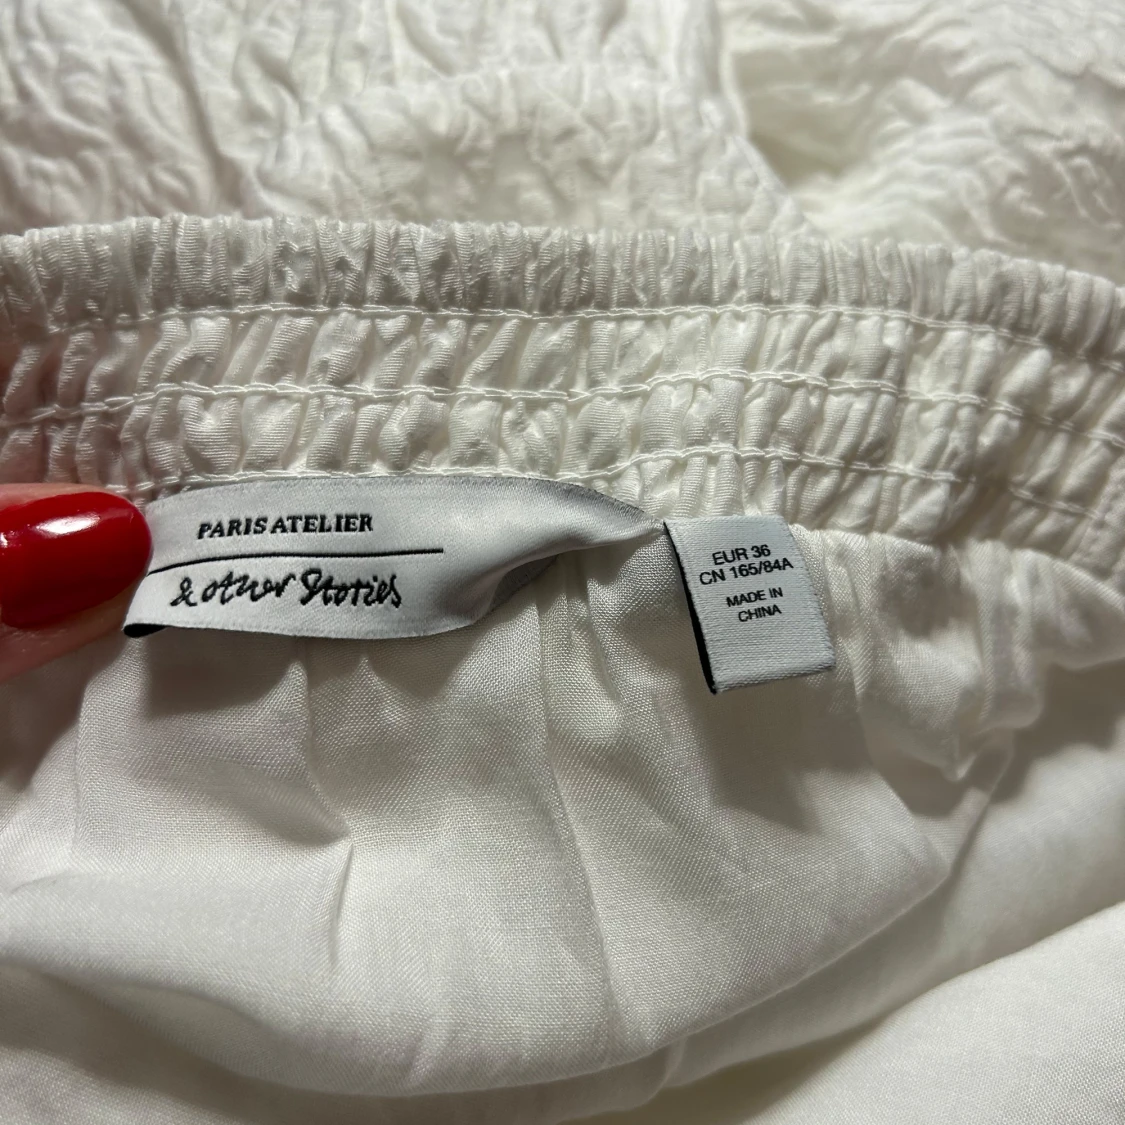 PARIS ATELIER
& other Stories
EUR 36
CN 165/84A
MADE IN
CHINA